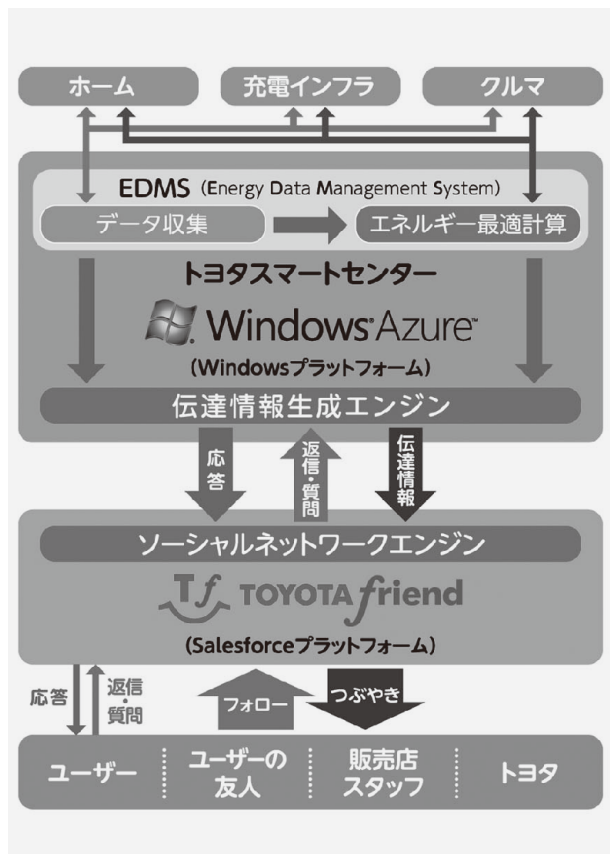 ホーム
充電インフラ
クルマ
EDMS (Energy Data Management System)
データ収集
エネルギー最適計算
トヨタスマートセンター
Windows Azure™
(Windowsプラットフォーム)
伝達情報生成エンジン
応答
返信・質問
伝達情報
ソーシャルネットワークエンジン
Tf TOYOTA friend
(Salesforceプラットフォーム)
応答
返信・質問
フォロー
つぶやき
ユーザー
ユーザーの
友人
販売店
スタッフ
トヨタ